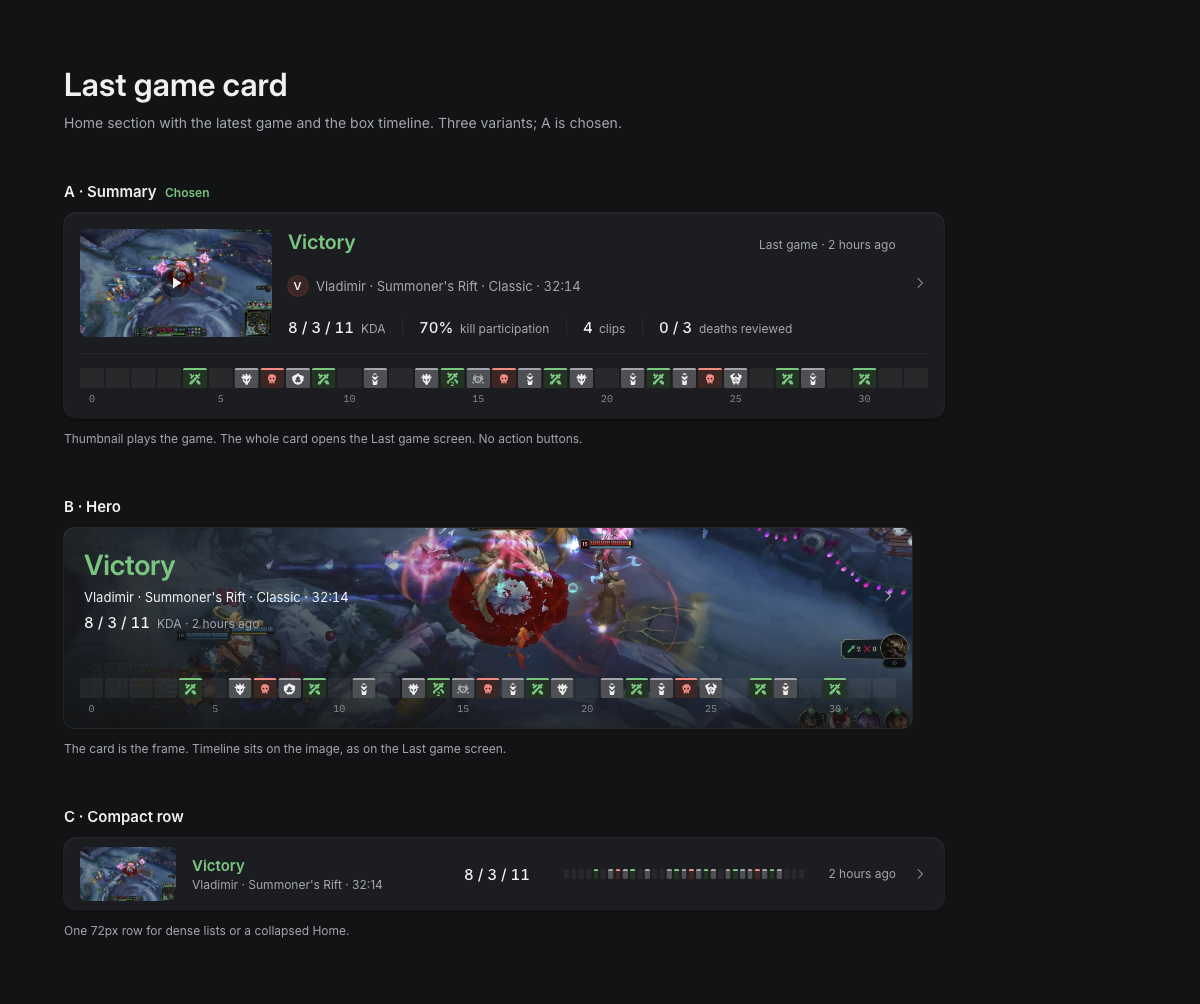 Last game card
Home section with the latest game and the box timeline. Three variants; A is chosen.
A · Summary Chosen
Victory
Last game · 2 hours ago
V Vladimir · Summoner's Rift · Classic · 32:14
8 / 3 / 11 KDA 70% kill participation 4 clips 0 / 3 deaths reviewed
0 5 10 15 20 25 30
Thumbnail plays the game. The whole card opens the Last game screen. No action buttons.
B · Hero
Victory
Vladimir · Summoner's Rift · Classic · 32:14
8 / 3 / 11 KDA · 2 hours ago
0 5 10 15 20 25 30
The card is the frame. Timeline sits on the image, as on the Last game screen.
C · Compact row
Victory
Vladimir · Summoner's Rift · 32:14
8 / 3 / 11
2 hours ago
One 72px row for dense lists or a collapsed Home.